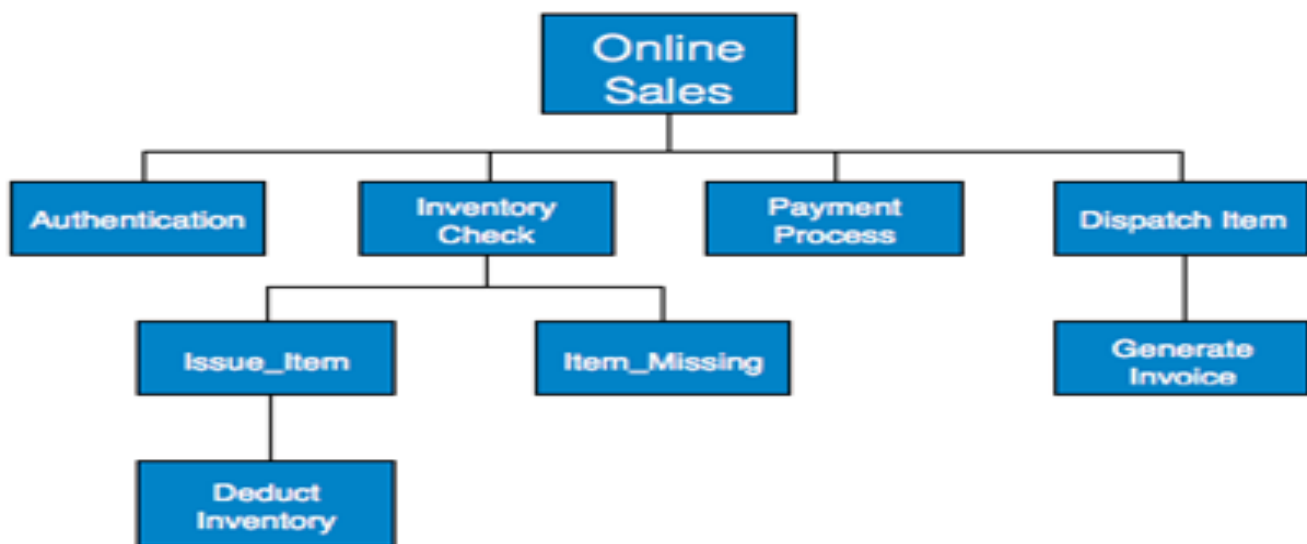 Online
Sales
Authentication
Inventory
Check
Payment
Process
Dispatch Item
Issue_Item
Item_Missing
Generate
Invoice
Deduct
Inventory